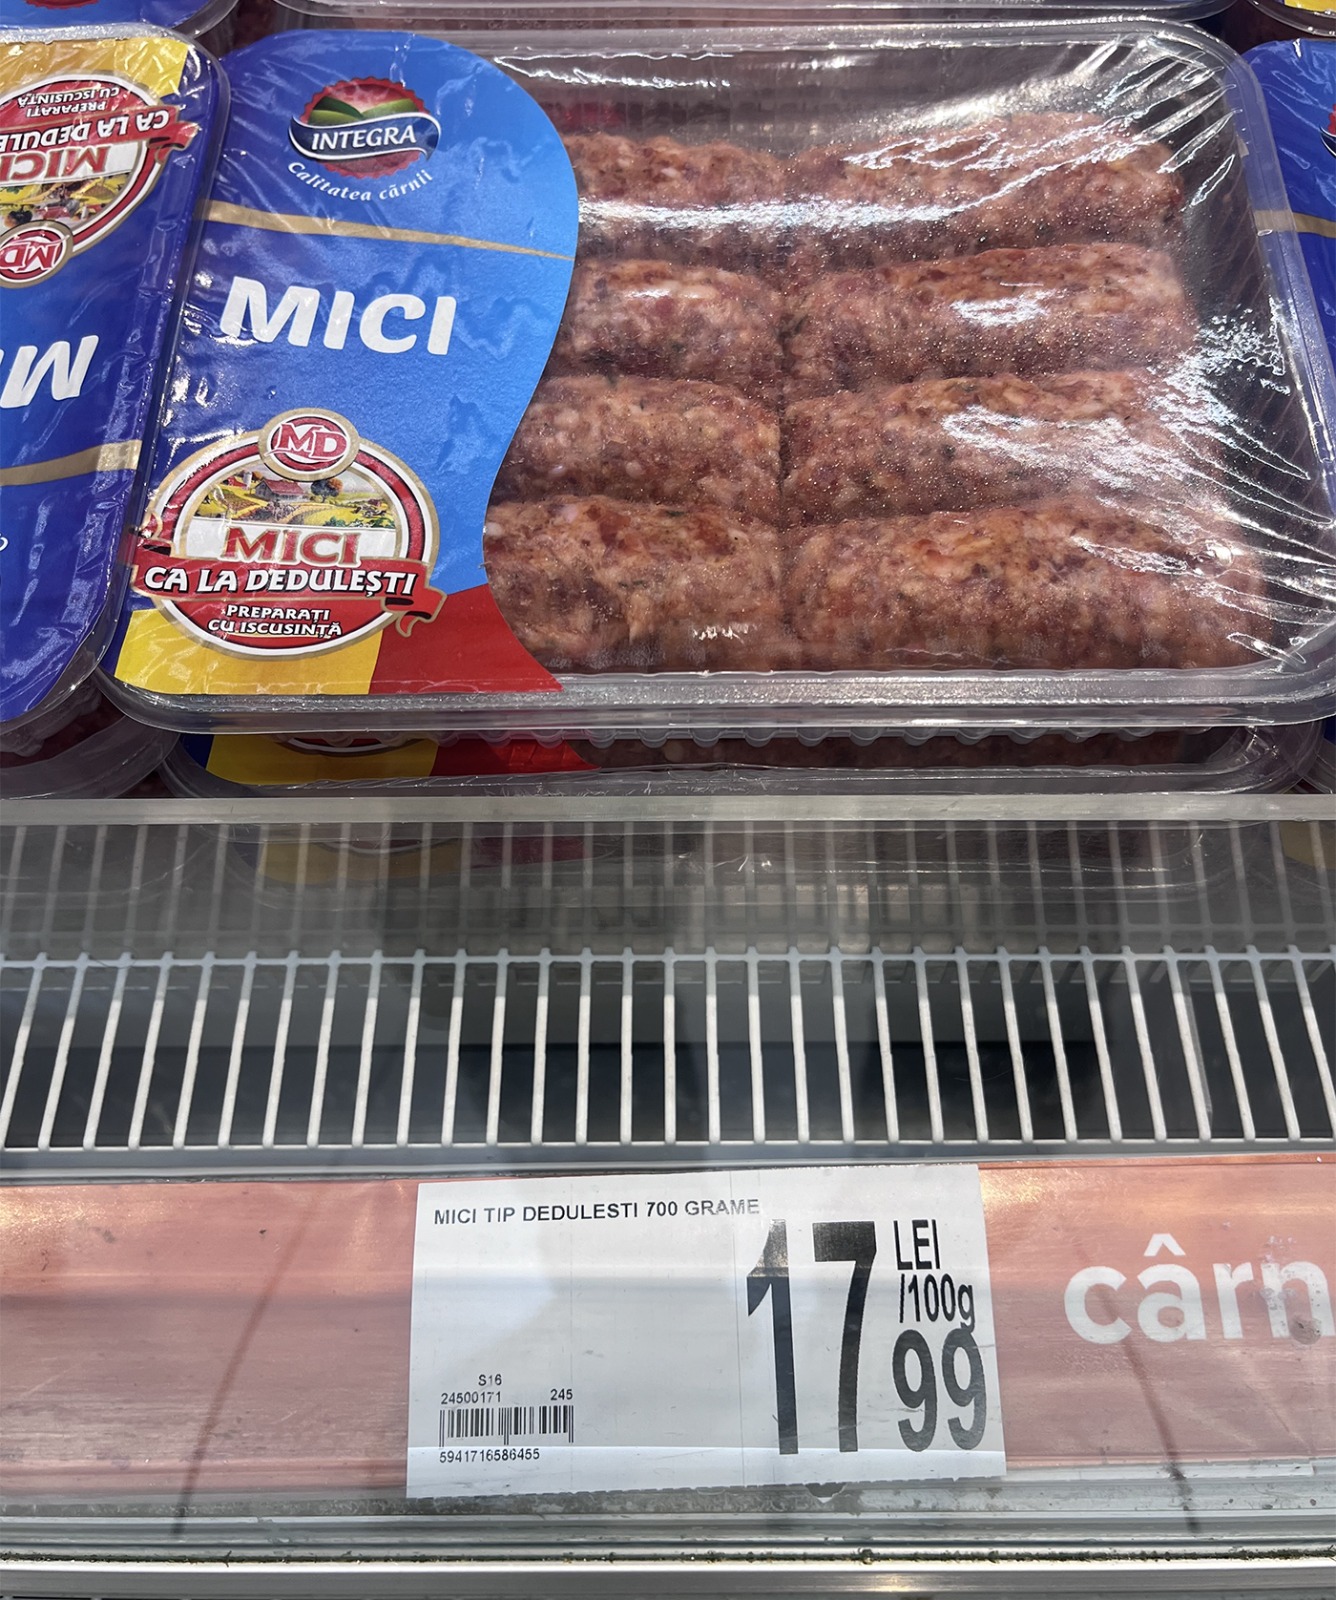 CU ISCUSINȚĂ
PREPARAȚI
CA LA DEDULE
MICI
MD
INTEGRA
Calitatea cărnii
MICI
MD
MICI
CA LA DEDULEȘTI
PREPARAȚI
CU ISCUSINȚĂ
MICI TIP DEDULESTI 700 GRAME
17 99
LEI
/100g
S16
24500171 245
5941716586455
cârn